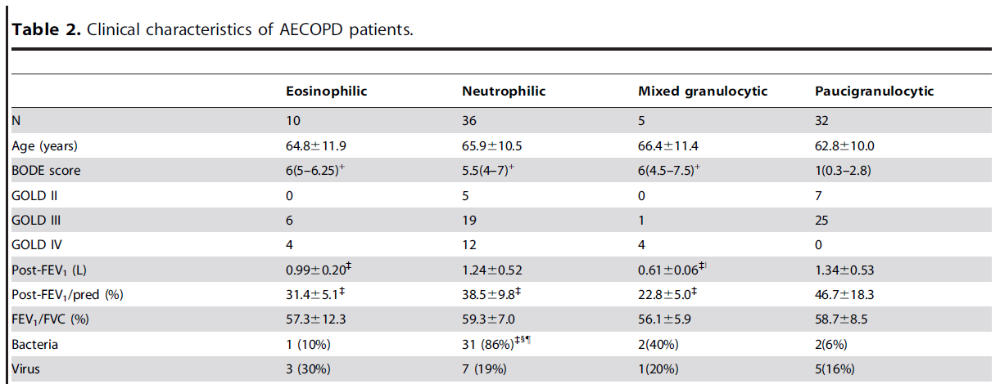 Table 2. Clinical characteristics of AECOPD patients.
Eosinophilic Neutrophilic Mixed granulocytic Paucigranulocytic
N 10 36 5 32
Age (years) 64.8±11.9 65.9±10.5 66.4±11.4 62.8±10.0
BODE score 6(5–6.25)⁺ 5.5(4–7)⁺ 6(4.5–7.5)⁺ 1(0.3–2.8)
GOLD II 0 5 0 7
GOLD III 6 19 1 25
GOLD IV 4 12 4 0
Post-FEV₁ (L) 0.99±0.20‡ 1.24±0.52 0.61±0.06‡| 1.34±0.53
Post-FEV₁/pred (%) 31.4±5.1‡ 38.5±9.8‡ 22.8±5.0‡ 46.7±18.3
FEV₁/FVC (%) 57.3±12.3 59.3±7.0 56.1±5.9 58.7±8.5
Bacteria 1 (10%) 31 (86%)‡§¶ 2(40%) 2(6%)
Virus 3 (30%) 7 (19%) 1(20%) 5(16%)